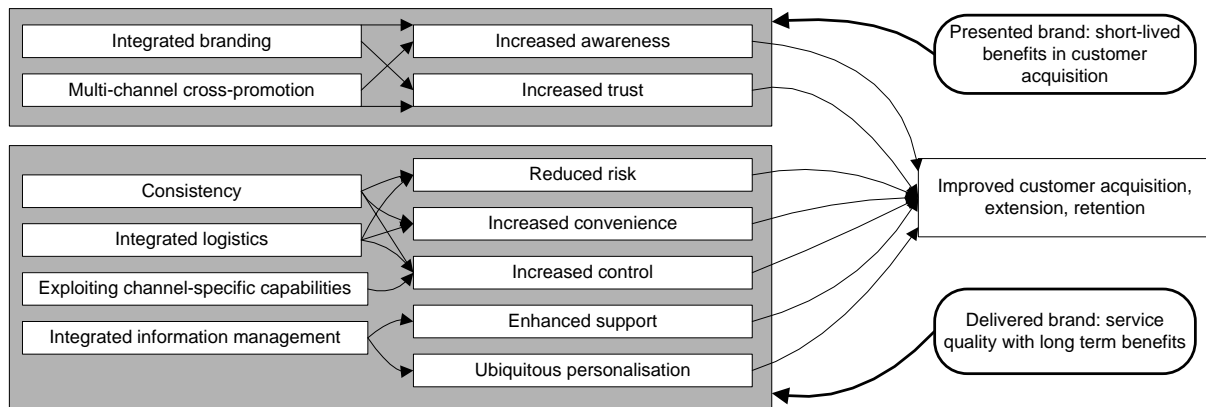 Integrated branding
Multi-channel cross-promotion
Increased awareness
Increased trust
Presented brand: short-lived
benefits in customer
acquisition
Consistency
Integrated logistics
Exploiting channel-specific capabilities
Integrated information management
Reduced risk
Increased convenience
Increased control
Enhanced support
Ubiquitous personalisation
Improved customer acquisition,
extension, retention
Delivered brand: service
quality with long term benefits